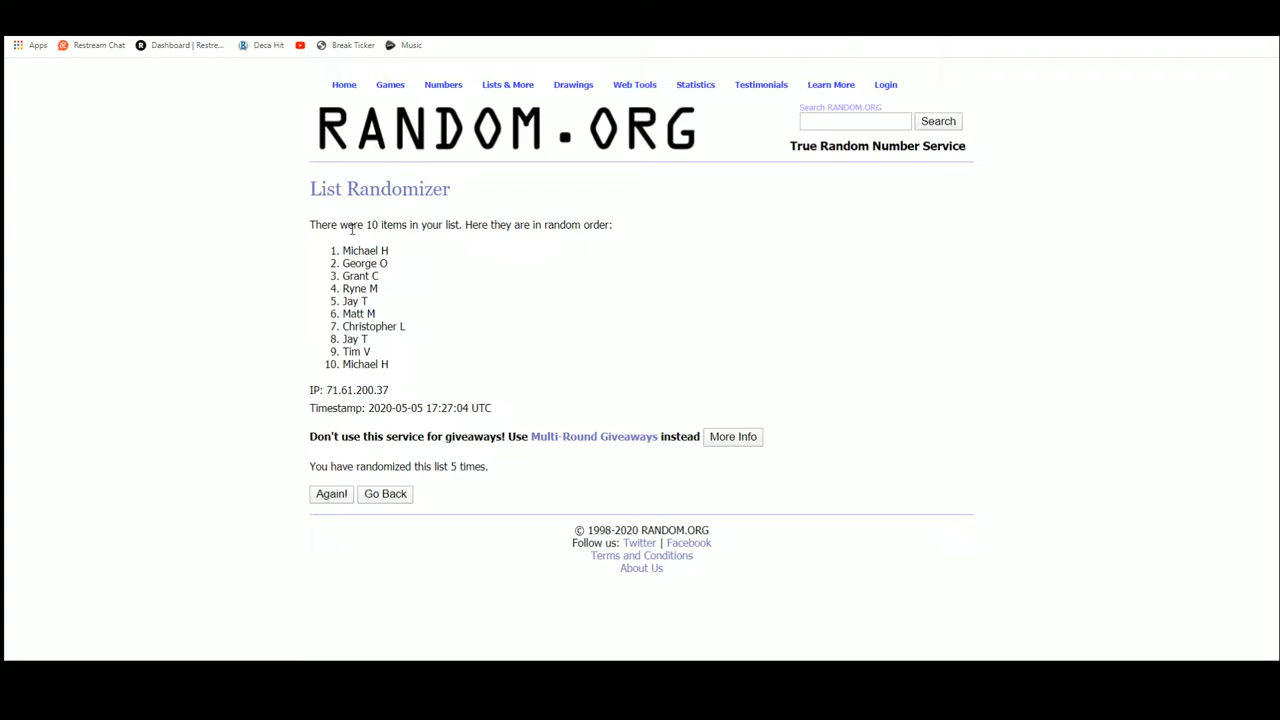 Apps Restream Chat Dashboard | Restre... Deca Hit Break Ticker Music
Home Games Numbers Lists & More Drawings Web Tools Statistics Testimonials Learn More Login
RANDOM.ORG
Search RANDOM.ORG
Search
True Random Number Service
List Randomizer
There were 10 items in your list. Here they are in random order:
1. Michael H
2. George O
3. Grant C
4. Ryne M
5. Jay T
6. Matt M
7. Christopher L
8. Jay T
9. Tim V
10. Michael H
IP: 71.61.200.37
Timestamp: 2020-05-05 17:27:04 UTC
Don't use this service for giveaways! Use Multi-Round Giveaways instead More Info
You have randomized this list 5 times.
Again! Go Back
© 1998-2020 RANDOM.ORG
Follow us: Twitter | Facebook
Terms and Conditions
About Us